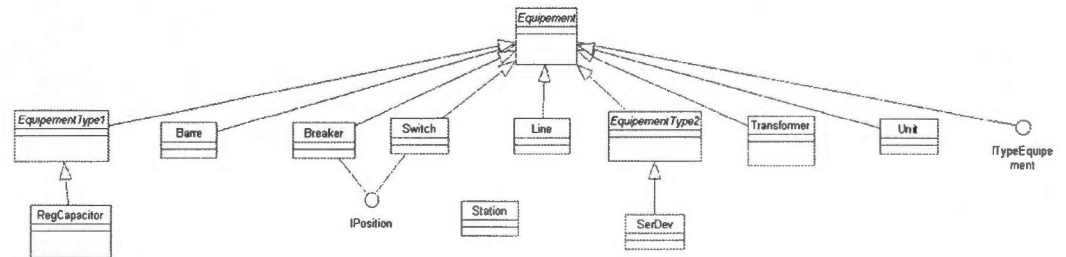 Equipement
EquipementType1
Barre
Breaker
Switch
Line
EquipementType2
Transformer
Unit
ITypeEquipe
ment
RegCapacitor
IPosition
Station
SerDev